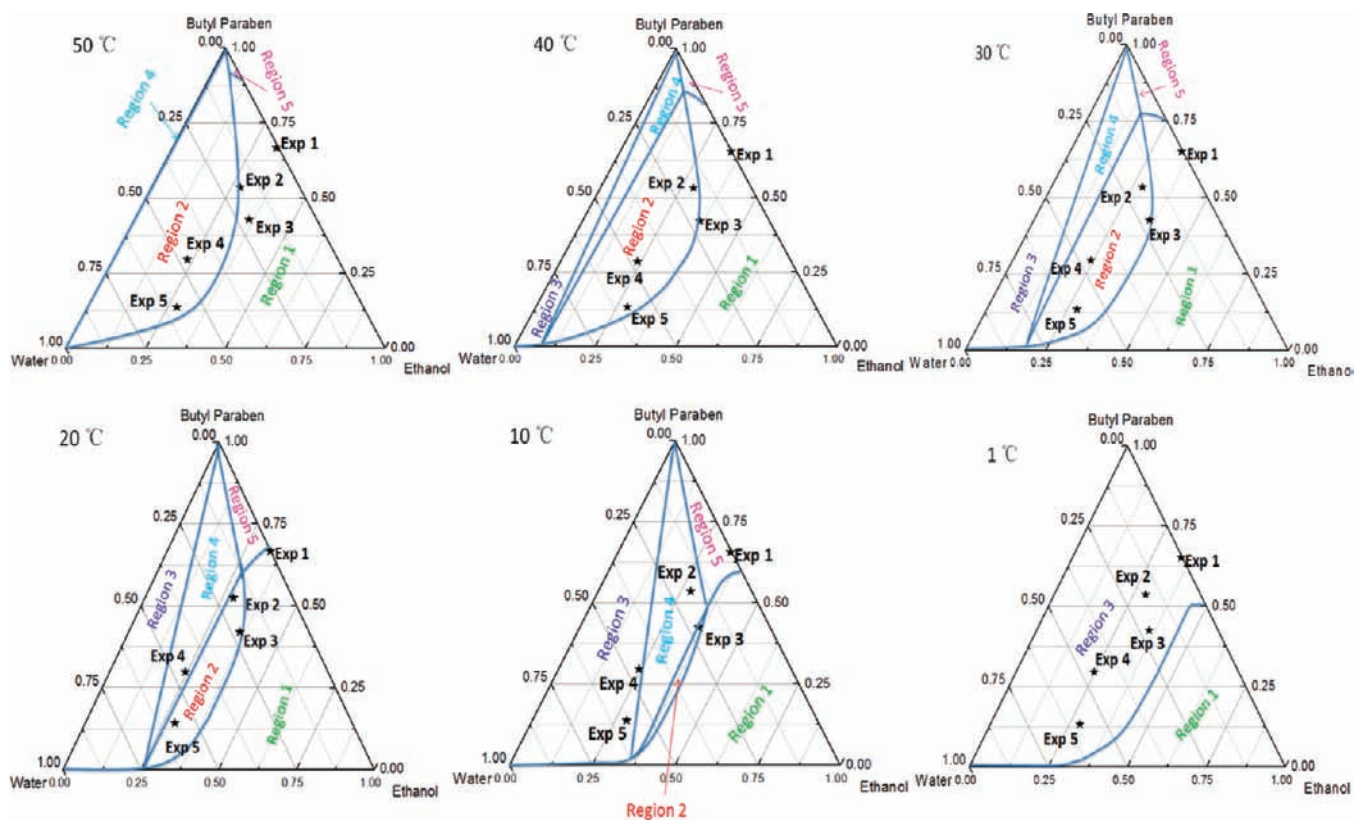 Butyl Paraben
50 ℃
0.00
1.00
Region 5
Region 4
0.25
0.75
Exp 1
Exp 2
0.50
0.50
Region 2
Exp 3
Exp 4
Region 1
0.75
0.25
Exp 5
1.00
0.00
Water
0.00
0.25
0.50
0.75
1.00
Ethanol
Butyl Paraben
40 ℃
0.00
1.00
Region 5
Region 4
0.25
0.75
Exp 1
Exp 2
0.50
0.50
Region 2
Exp 3
Exp 4
Region 1
0.75
0.25
Region 3
Exp 5
1.00
0.00
Water
0.00
0.25
0.50
0.75
1.00
Ethanol
Butyl Paraben
30 ℃
0.00
1.00
Region 5
Region 4
0.25
0.75
Exp 1
Exp 2
0.50
0.50
Exp 3
Region 2
Exp 4
Region 3
Region 1
0.75
0.25
Exp 5
1.00
0.00
Water
0.00
0.25
0.50
0.75
1.00
Ethanol
Butyl Paraben
20 ℃
0.00
1.00
Region 5
0.25
0.75
Region 4
Exp 1
Region 3
0.50
Exp 2
0.50
Exp 3
Exp 4
Region 2
Region 1
0.75
0.25
Exp 5
1.00
0.00
Water
0.00
0.25
0.50
0.75
1.00
Ethanol
Butyl Paraben
10 ℃
0.00
1.00
Region 5
0.25
0.75
Exp 1
Exp 2
0.50
0.50
Region 3
Region 4
Exp 3
Exp 4
Region 1
0.75
0.25
Exp 5
1.00
0.00
Water
0.00
0.25
0.50
0.75
1.00
Ethanol
Region 2
Butyl Paraben
1 ℃
0.00
1.00
0.25
0.75
Exp 1
Exp 2
0.50
0.50
Region 3
Exp 3
Exp 4
Region 1
0.75
0.25
Exp 5
1.00
0.00
Water
0.00
0.25
0.50
0.75
1.00
Ethanol